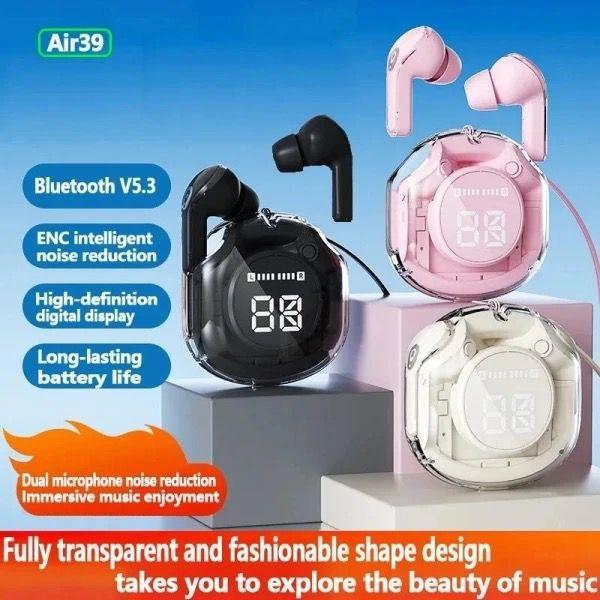 Air39
Bluetooth V5.3
ENC intelligent
noise reduction
High-definition
digital display
Long-lasting
battery life
L R
88
L R
88
88
Dual microphone noise reduction
Immersive music enjoyment
Fully transparent and fashionable shape design
takes you to explore the beauty of music